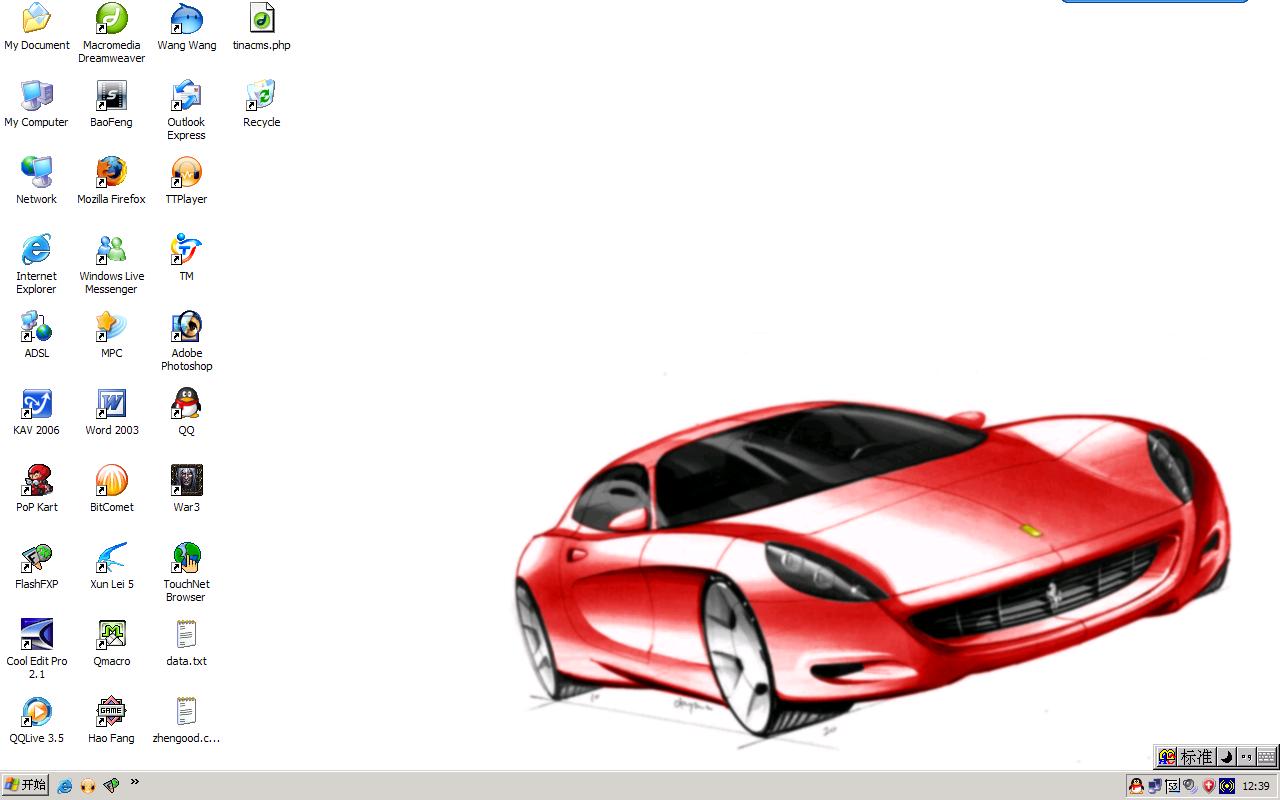 My Document
Macromedia
Dreamweaver
Wang Wang
tinacms.php
My Computer
BaoFeng
Outlook
Express
Recycle
Network
Mozilla Firefox
TTPlayer
Internet
Explorer
Windows Live
Messenger
TM
ADSL
MPC
Adobe
Photoshop
KAV 2006
Word 2003
QQ
PoP Kart
BitComet
War3
FlashFXP
Xun Lei 5
TouchNet
Browser
Cool Edit Pro
2.1
Qmacro
data.txt
QQLive 3.5
GAME
Hao Fang
zhengood.c...
标准
开始
12:39